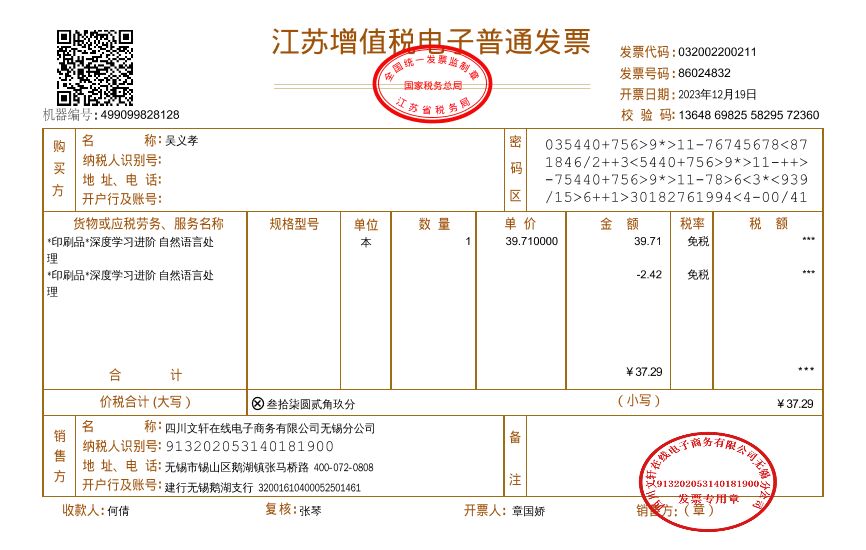 江苏增值税电子普通发票
全国统一发票监制章
国家税务总局
江苏省税务局
发票代码：032002200211
发票号码：86024832
开票日期：2023年12月19日
机器编号：499099828128
校 验 码：13648 69825 58295 72360
购买方
名 称：吴义孝
纳税人识别号：
地 址、电 话：
开户行及账号：
密码区
035440+756>9*>11-76745678<87
1846/2++3<5440+756>9*>11-++>
-75440+756>9*>11-78>6<3*<939
/15>6++1>30182761994<4-00/41
货物或应税劳务、服务名称 规格型号 单位 数 量 单 价 金 额 税率 税 额
*印刷品*深度学习进阶 自然语言处 本 1 39.710000 39.71 免税 ***
理
*印刷品*深度学习进阶 自然语言处 -2.42 免税 ***
理
合 计 ¥37.29 ***
价税合计（大写） ⊗叁拾柒圆贰角玖分 （小写） ¥37.29
销售方
名 称：四川文轩在线电子商务有限公司无锡分公司
纳税人识别号：913202053140181900
地 址、电 话：无锡市锡山区鹅湖镇张马桥路 400-072-0808
开户行及账号：建行无锡鹅湖支行 32001610400052501461
备注
四川文轩在线电子商务有限公司无锡分公司
913202053140181900
发票专用章
收款人：何倩 复核：张琴 开票人：章国娇 销售方：（章）